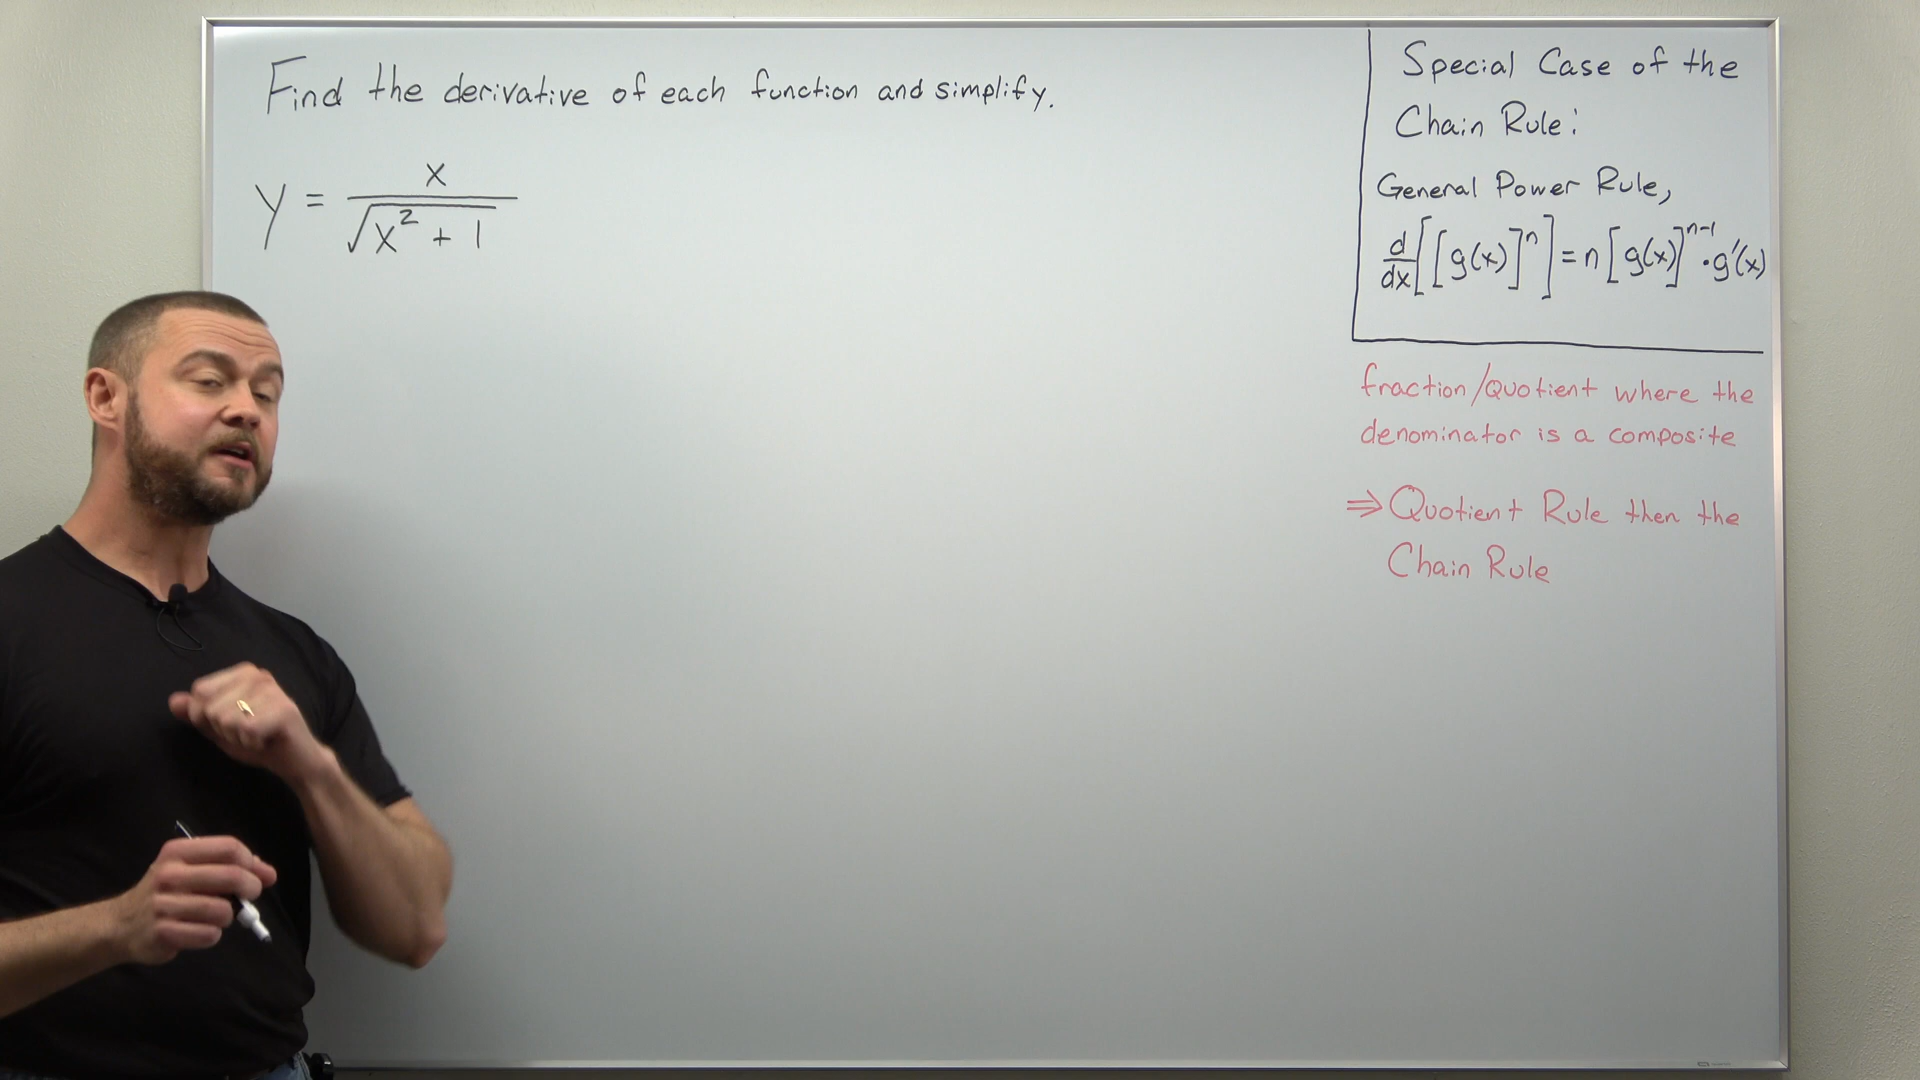 Find the derivative of each function and simplify.
y = x / √(x² + 1)
Special Case of the
Chain Rule:
General Power Rule,
d/dx[[g(x)]ⁿ] = n[g(x)]ⁿ⁻¹·g'(x)
fraction/Quotient where the
denominator is a composite
⇒ Quotient Rule then the
Chain Rule